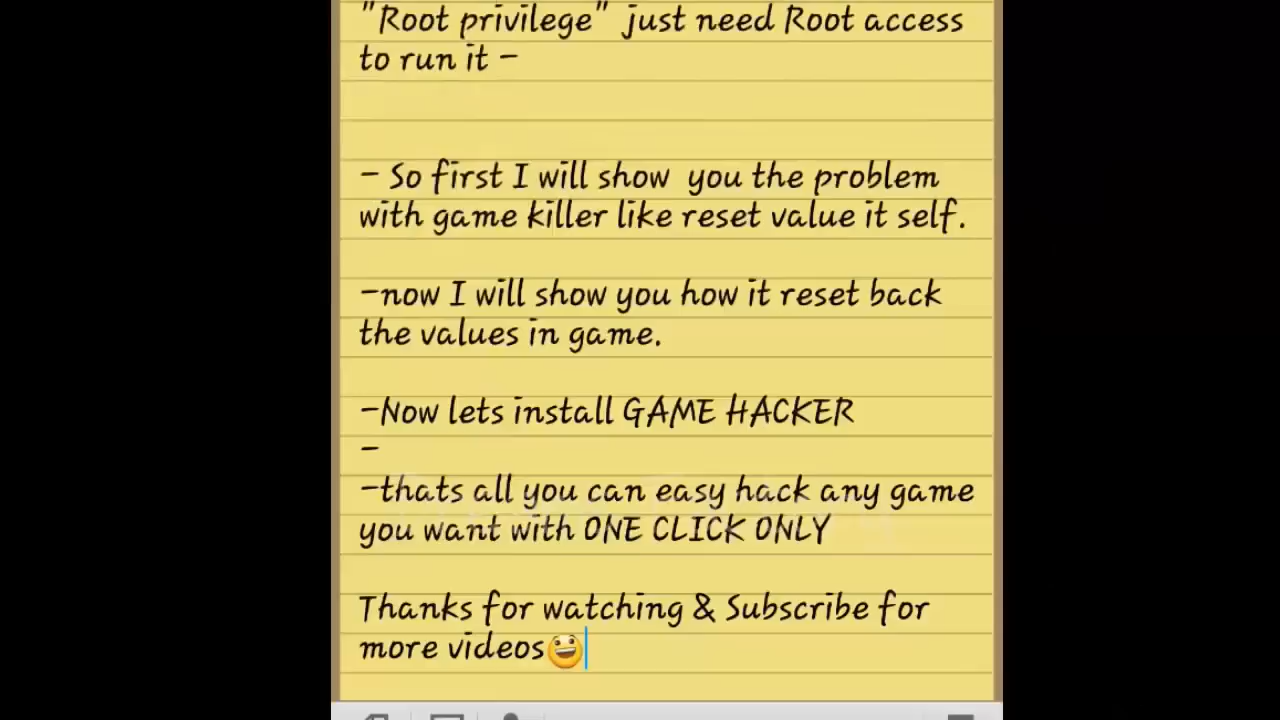 "Root privilege" just need Root access
to run it -
- So first I will show you the problem
with game killer like reset value it self.
-now I will show you how it reset back
the values in game.
-Now lets install GAME HACKER
-
-thats all you can easy hack any game
you want with ONE CLICK ONLY
Thanks for watching & Subscribe for
more videos😀